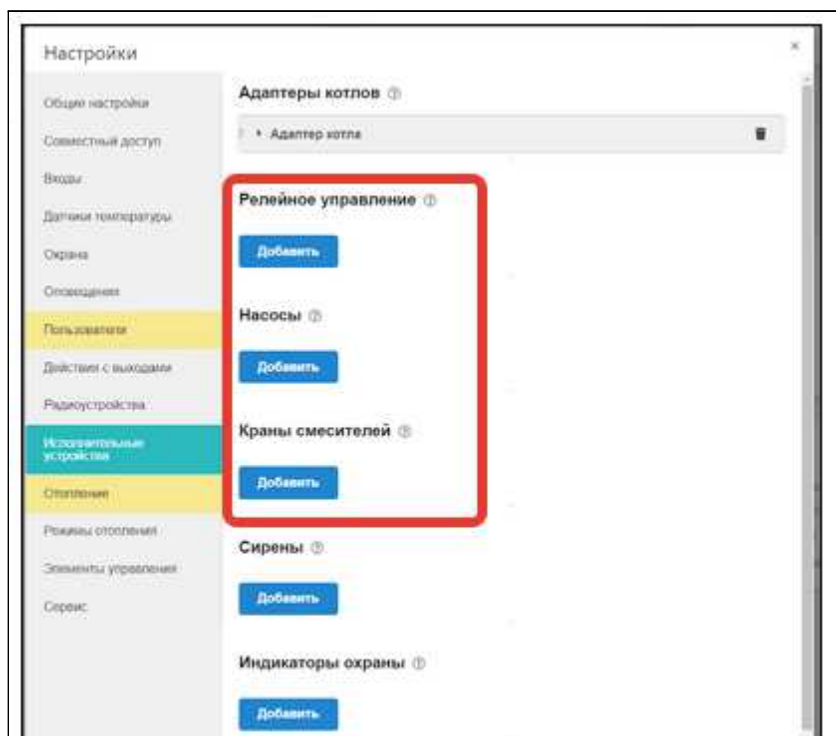 Настройки
Общие настройки
Совместный доступ
Входы
Датчики температуры
Охрана
Оповещения
Пользователи
Действия с выходами
Радиоустройства
Исполнительные
устройства
Отопление
Режимы отопления
Элементы управления
Сервис
Адаптеры котлов
Адаптер котла
Релейное управление
Добавить
Насосы
Добавить
Краны смесителей
Добавить
Сирены
Добавить
Индикаторы охраны
Добавить